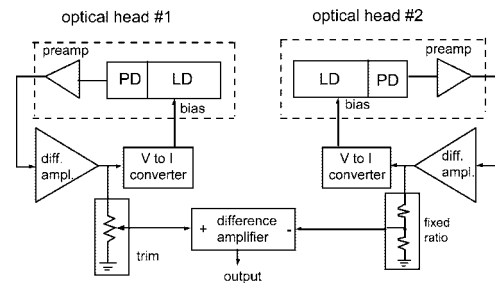 optical head #1
optical head #2
preamp
preamp
PD LD
LD PD
bias
bias
diff.
ampl.
V to I
converter
V to I
converter
diff.
ampl.
trim
+ difference
amplifier -
fixed
ratio
output